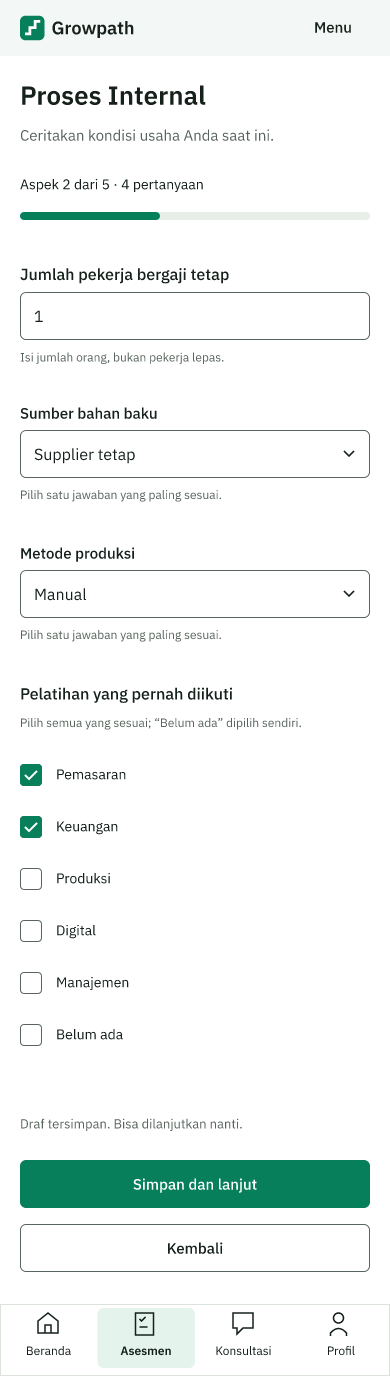 Growpath
Menu
Proses Internal
Ceritakan kondisi usaha Anda saat ini.
Aspek 2 dari 5 · 4 pertanyaan
Jumlah pekerja bergaji tetap
1
Isi jumlah orang, bukan pekerja lepas.
Sumber bahan baku
Supplier tetap
Pilih satu jawaban yang paling sesuai.
Metode produksi
Manual
Pilih satu jawaban yang paling sesuai.
Pelatihan yang pernah diikuti
Pilih semua yang sesuai; “Belum ada” dipilih sendiri.
Pemasaran
Keuangan
Produksi
Digital
Manajemen
Belum ada
Draf tersimpan. Bisa dilanjutkan nanti.
Simpan dan lanjut
Kembali
Beranda
Asesmen
Konsultasi
Profil